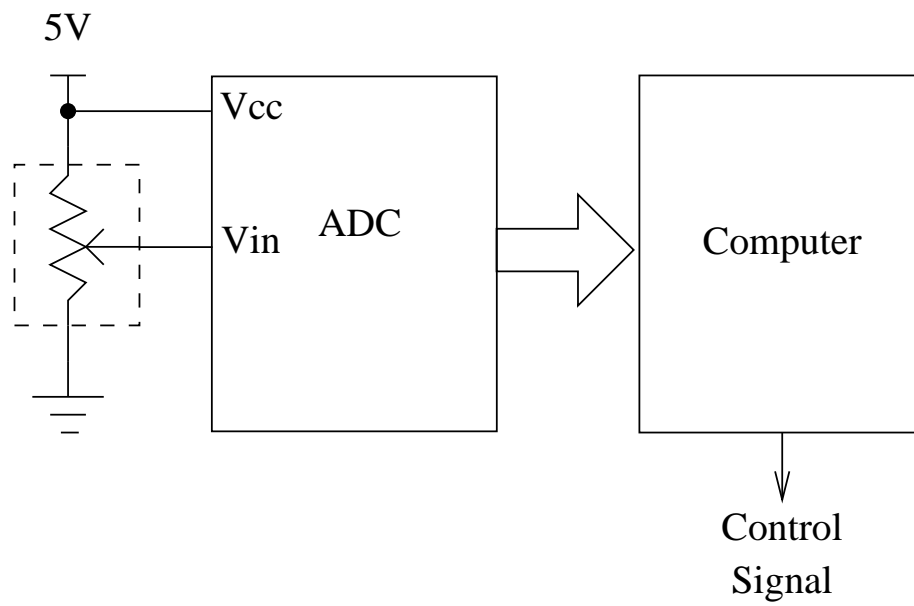 5V
Vcc
Vin
ADC
Computer
Control
Signal